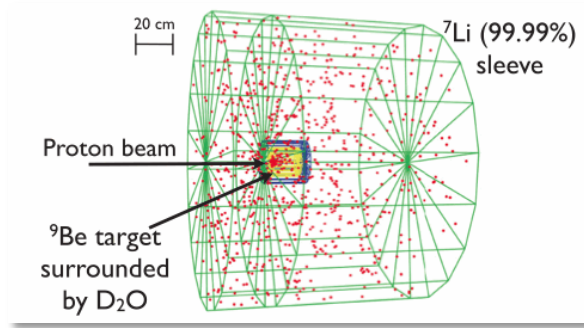 20 cm
⁷Li (99.99%)
sleeve
Proton beam
⁹Be target
surrounded
by D₂O